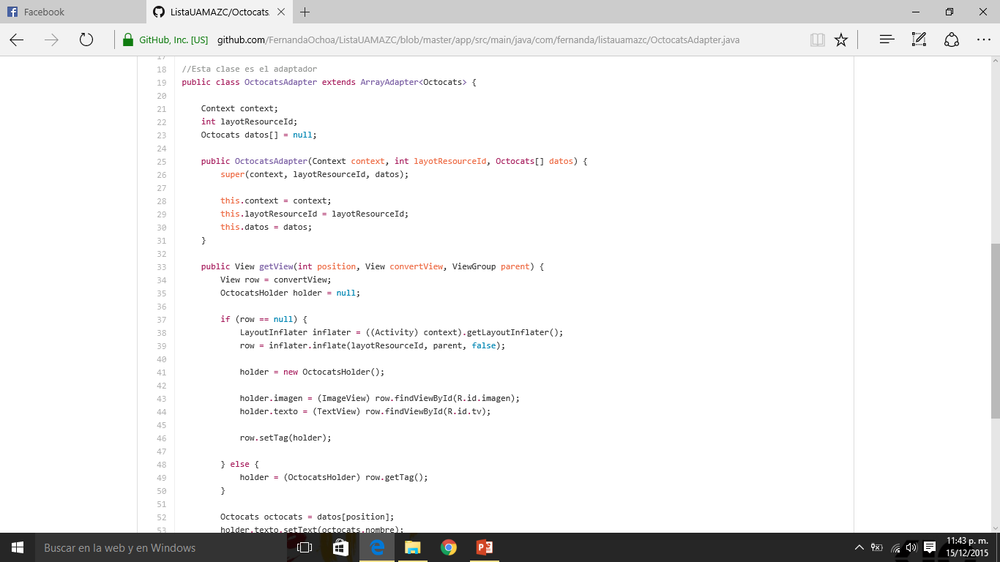 Facebook
ListaUAMAZC/Octocats.
GitHub, Inc. [US] github.com/FernandaOchoa/ListaUAMAZC/blob/master/app/src/main/java/com/fernanda/listauamazc/OctocatsAdapter.java
17
18 //Esta clase es el adaptador
19 public class OctocatsAdapter extends ArrayAdapter<Octocats> {
20
21 Context context;
22 int layotResourceId;
23 Octocats datos[] = null;
24
25 public OctocatsAdapter(Context context, int layotResourceId, Octocats[] datos) {
26 super(context, layotResourceId, datos);
27
28 this.context = context;
29 this.layotResourceId = layotResourceId;
30 this.datos = datos;
31 }
32
33 public View getView(int position, View convertView, ViewGroup parent) {
34 View row = convertView;
35 OctocatsHolder holder = null;
36
37 if (row == null) {
38 LayoutInflater inflater = ((Activity) context).getLayoutInflater();
39 row = inflater.inflate(layotResourceId, parent, false);
40
41 holder = new OctocatsHolder();
42
43 holder.imagen = (ImageView) row.findViewById(R.id.imagen);
44 holder.texto = (TextView) row.findViewById(R.id.tv);
45
46 row.setTag(holder);
47
48 } else {
49 holder = (OctocatsHolder) row.getTag();
50 }
51
52 Octocats octocats = datos[position];
53 holder.texto.setText(octocats.nombre);
Buscar en la web y en Windows
11:43 p. m.
15/12/2015